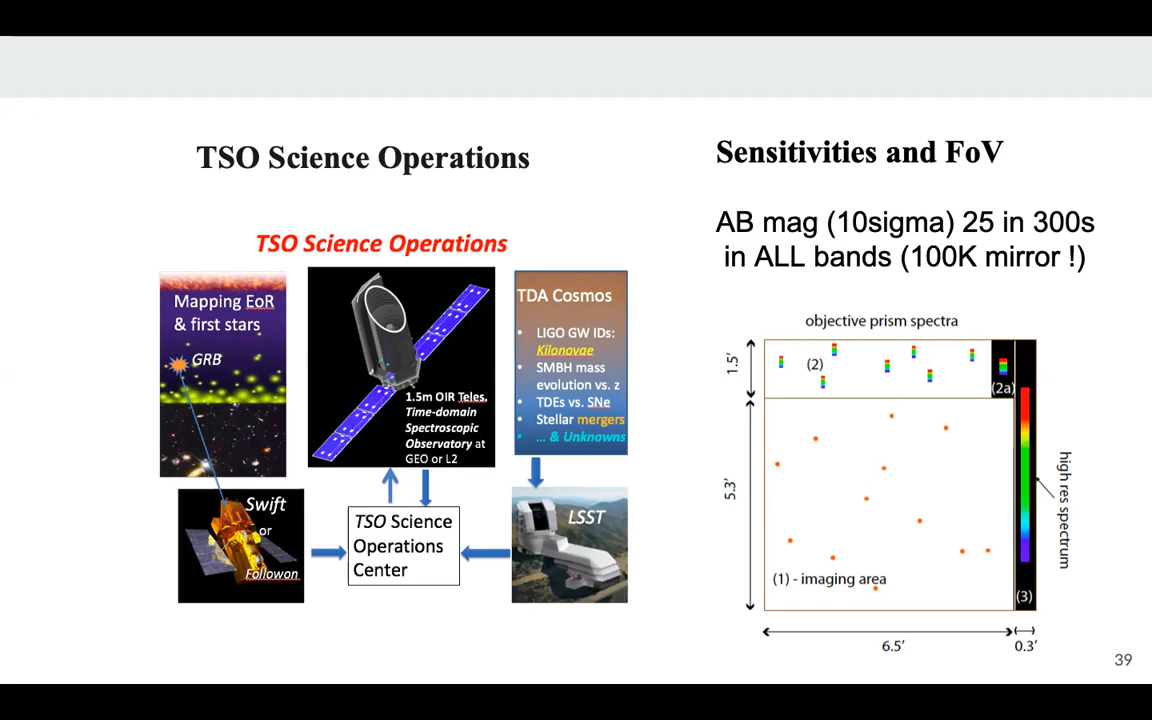 TSO Science Operations
TSO Science Operations
Mapping EoR
& first stars
GRB
1.5m OIR Teles,
Time-domain
Spectroscopic
Observatory at
GEO or L2
TDA Cosmos
• LIGO GW IDs:
Kilonovae
• SMBH mass
evolution vs. z
• TDEs vs. SNe
• Stellar mergers
• ... & Unknowns
Swift
or
Followon
TSO Science
Operations
Center
LSST
Sensitivities and FoV
AB mag (10sigma) 25 in 300s
in ALL bands (100K mirror !)
objective prism spectra
1.5′
(2)
(2a)
5.3′
high res spectrum
(1) - imaging area
(3)
6.5′
0.3′
39